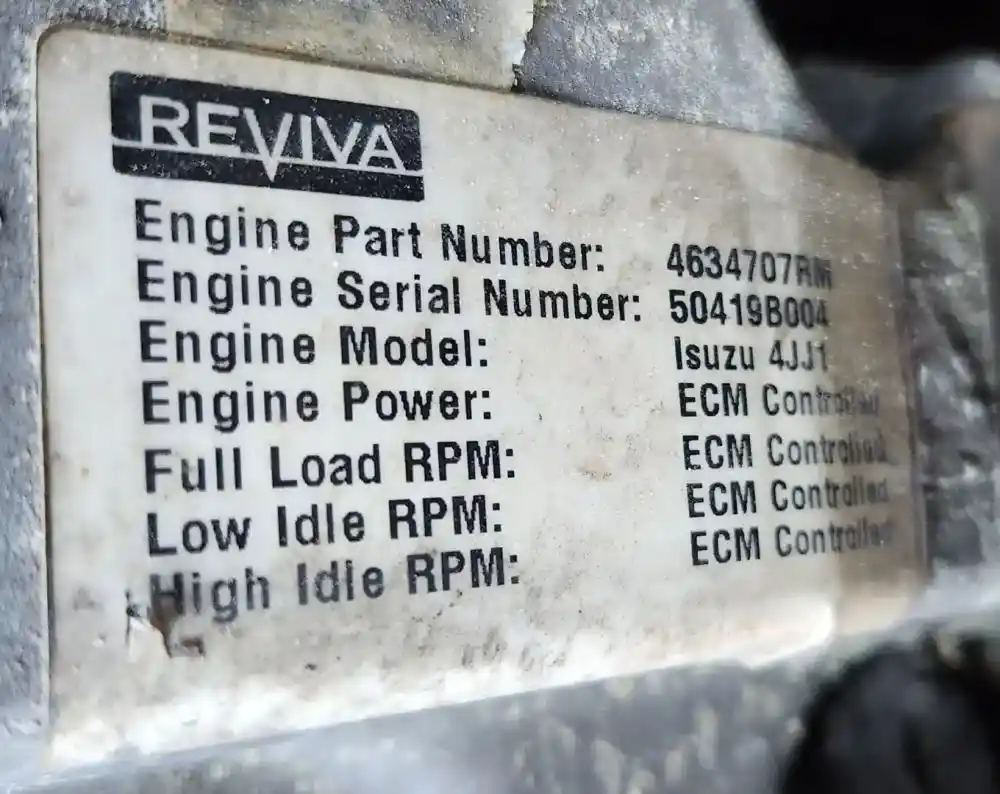 REVIVA
Engine Part Number: 4634707RM
Engine Serial Number: 50419B004
Engine Model: Isuzu 4JJ1
Engine Power: ECM Controlled
Full Load RPM: ECM Controlled
Low Idle RPM: ECM Controlled
High Idle RPM: ECM Controlled